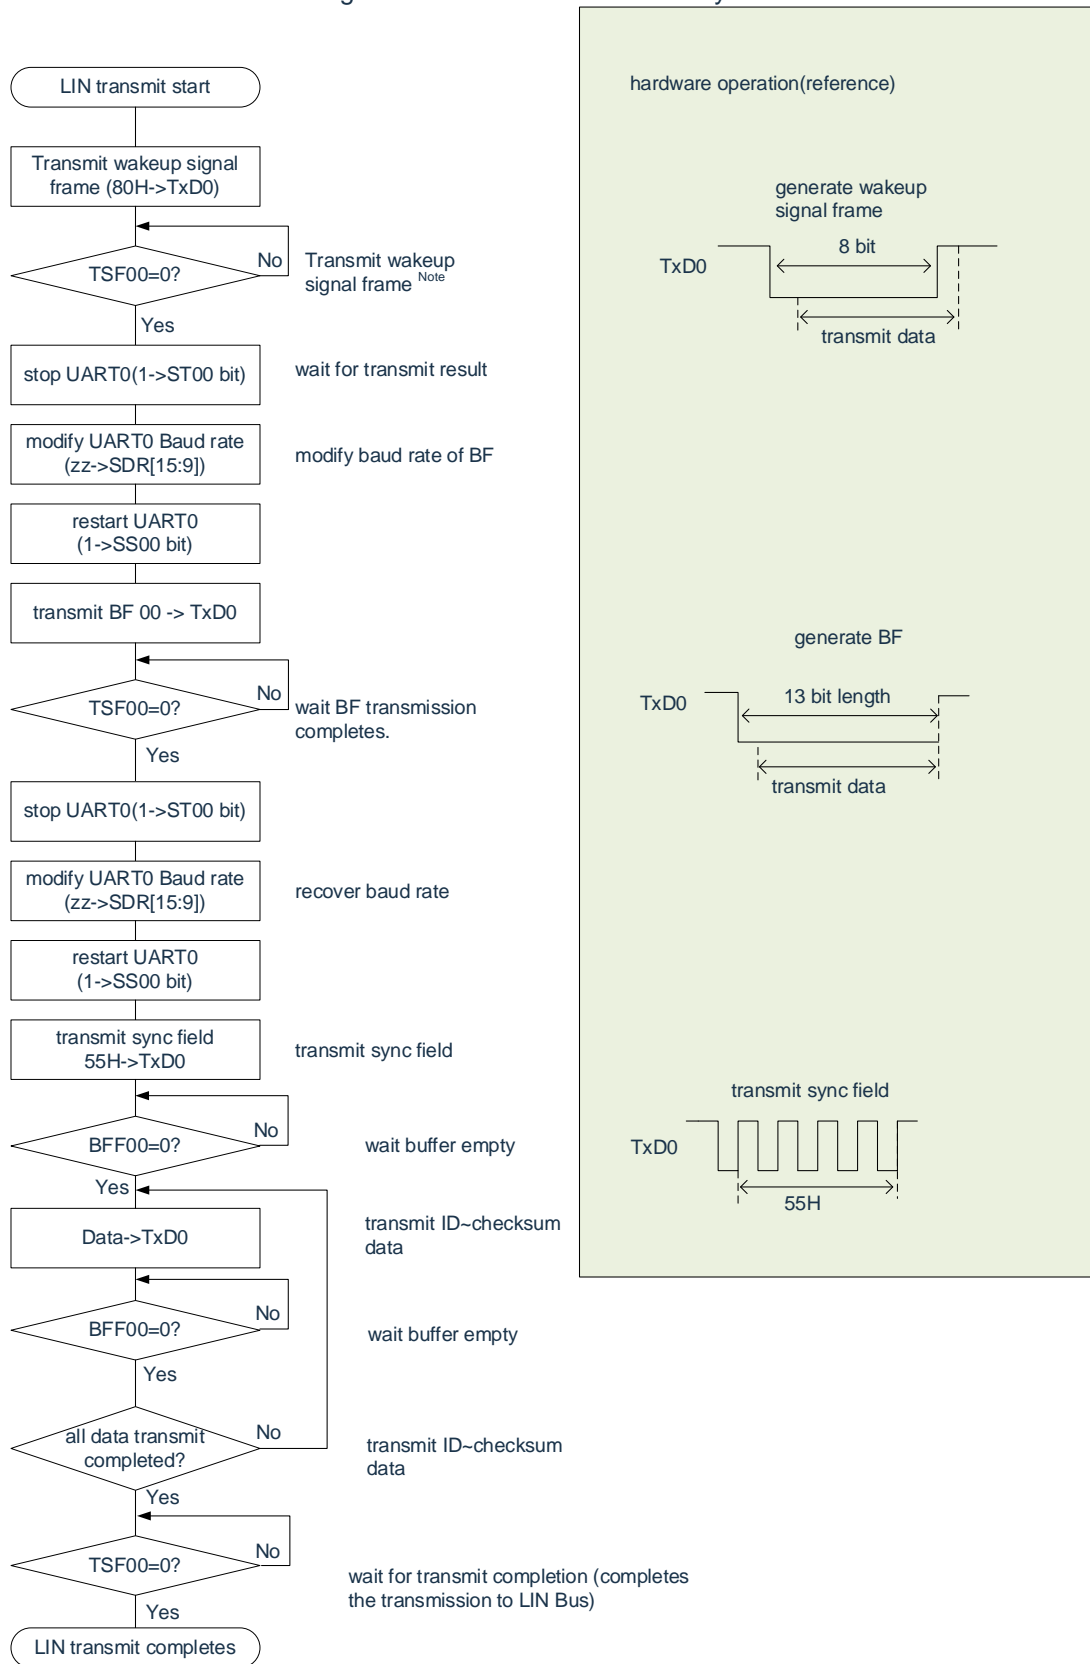 LIN transmit start
Transmit wakeup signal
frame (80H->TxD0)
TSF00=0?
No
Transmit wakeup
signal frame Note
Yes
stop UART0(1->ST00 bit)
wait for transmit result
modify UART0 Baud rate
(zz->SDR[15:9])
modify baud rate of BF
restart UART0
(1->SS00 bit)
transmit BF 00 -> TxD0
TSF00=0?
No
wait BF transmission
completes.
Yes
stop UART0(1->ST00 bit)
modify UART0 Baud rate
(zz->SDR[15:9])
recover baud rate
restart UART0
(1->SS00 bit)
transmit sync field
55H->TxD0
transmit sync field
BFF00=0?
No
wait buffer empty
Yes
Data->TxD0
transmit ID~checksum
data
BFF00=0?
No
wait buffer empty
Yes
all data transmit
completed?
No
transmit ID~checksum
data
Yes
TSF00=0?
No
wait for transmit completion (completes
the transmission to LIN Bus)
Yes
LIN transmit completes
hardware operation(reference)
generate wakeup
signal frame
8 bit
TxD0
transmit data
generate BF
13 bit length
TxD0
transmit data
transmit sync field
TxD0
55H